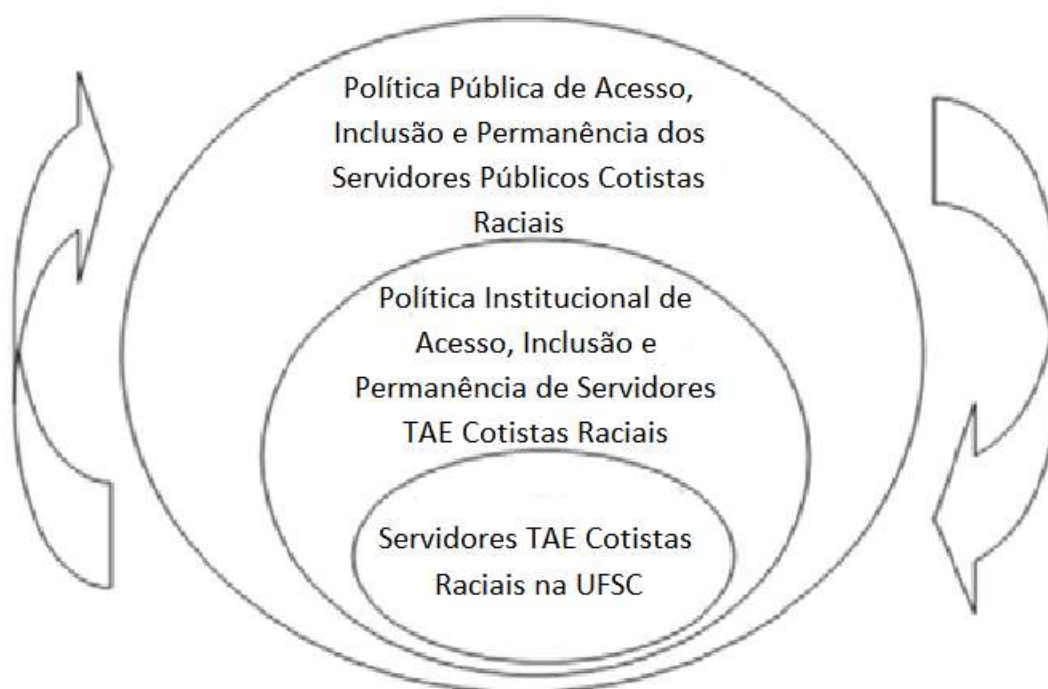 Política Pública de Acesso,
Inclusão e Permanência dos
Servidores Públicos Cotistas
Raciais
Política Institucional de
Acesso, Inclusão e
Permanência de Servidores
TAE Cotistas Raciais
Servidores TAE Cotistas
Raciais na UFSC